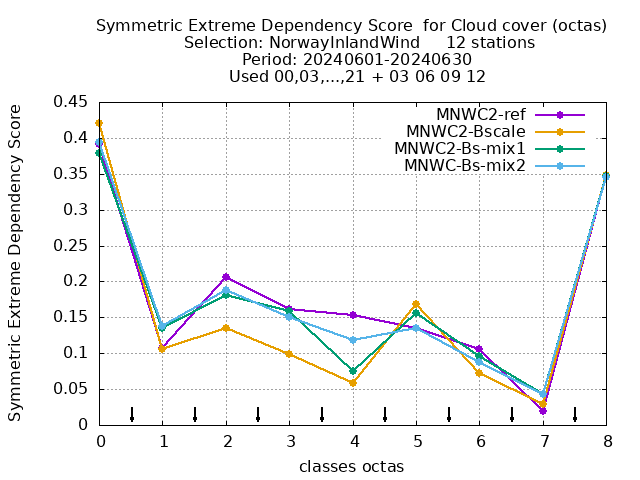 Symmetric Extreme Dependency Score  for Cloud cover (octas)
Selection: NorwayInlandWind     12 stations
Period: 20240601-20240630
Used 00,03,...,21 + 03 06 09 12
Symmetric Extreme Dependency Score
0.45
0.4
0.35
0.3
0.25
0.2
0.15
0.1
0.05
0
MNWC2-ref
MNWC2-Bscale
MNWC2-Bs-mix1
MNWC-Bs-mix2
0 1 2 3 4 5 6 7 8
classes octas